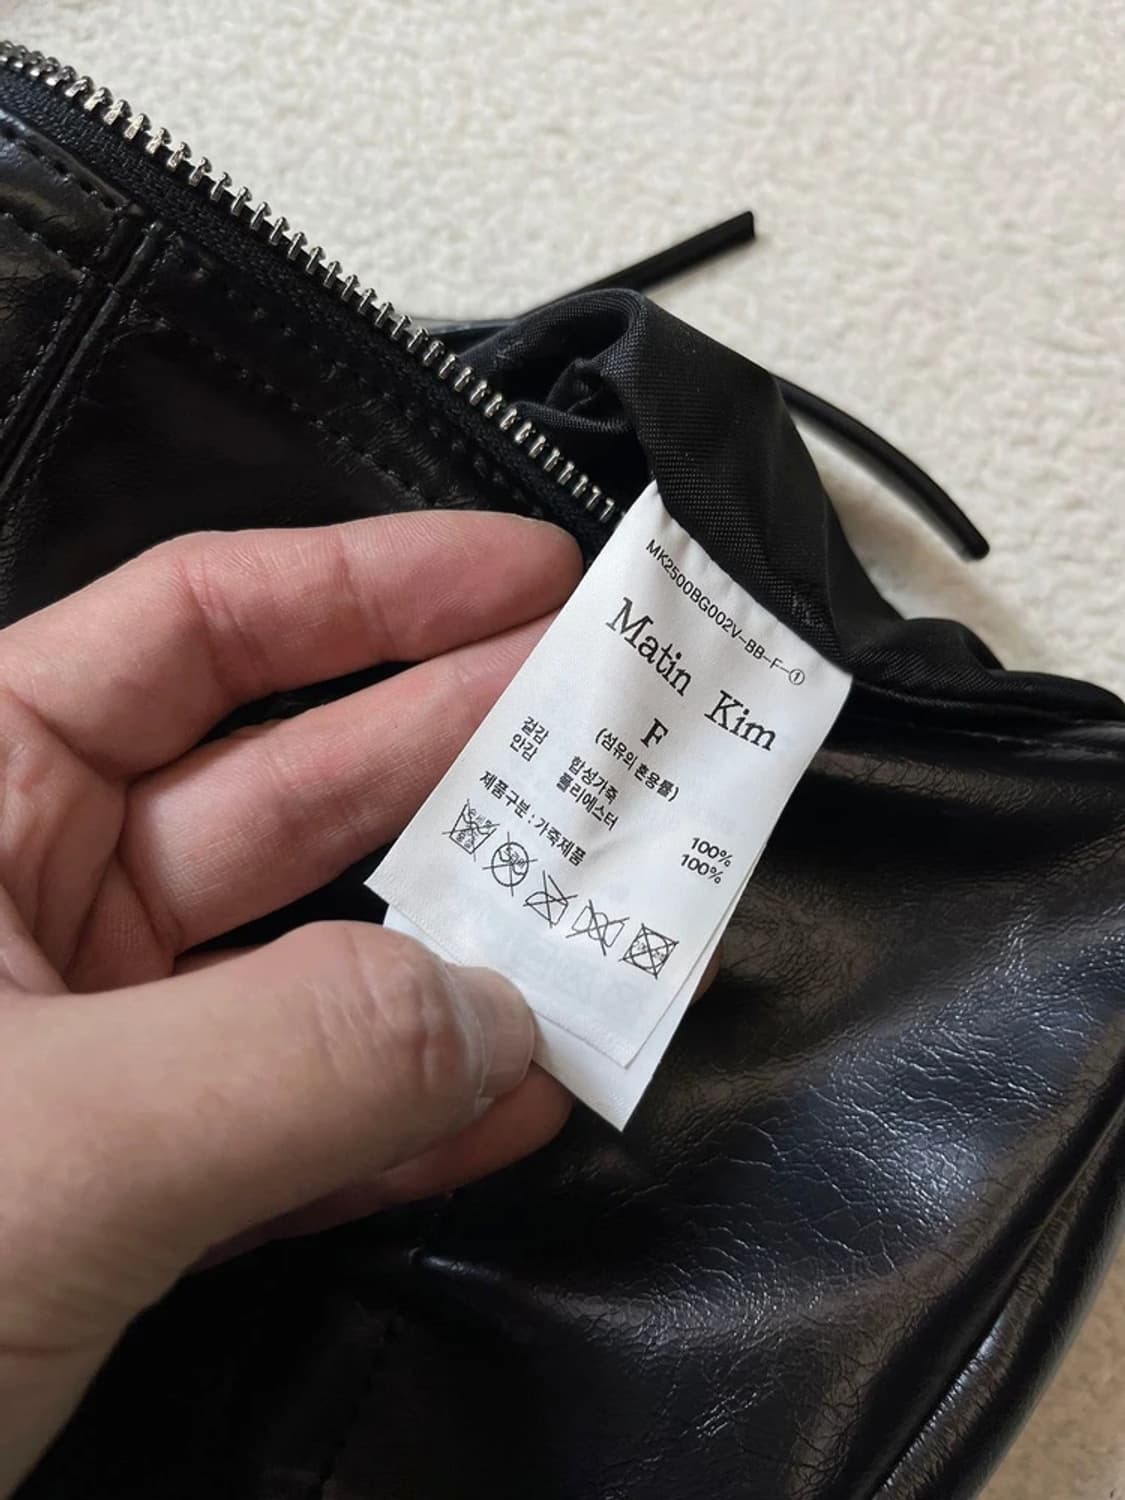 MK2500BG002V-BB-F-①
Matin Kim
F
(섬유의 혼용률)
겉감 합성가죽 100%
안감 폴리에스터 100%
제품구분 : 가죽제품